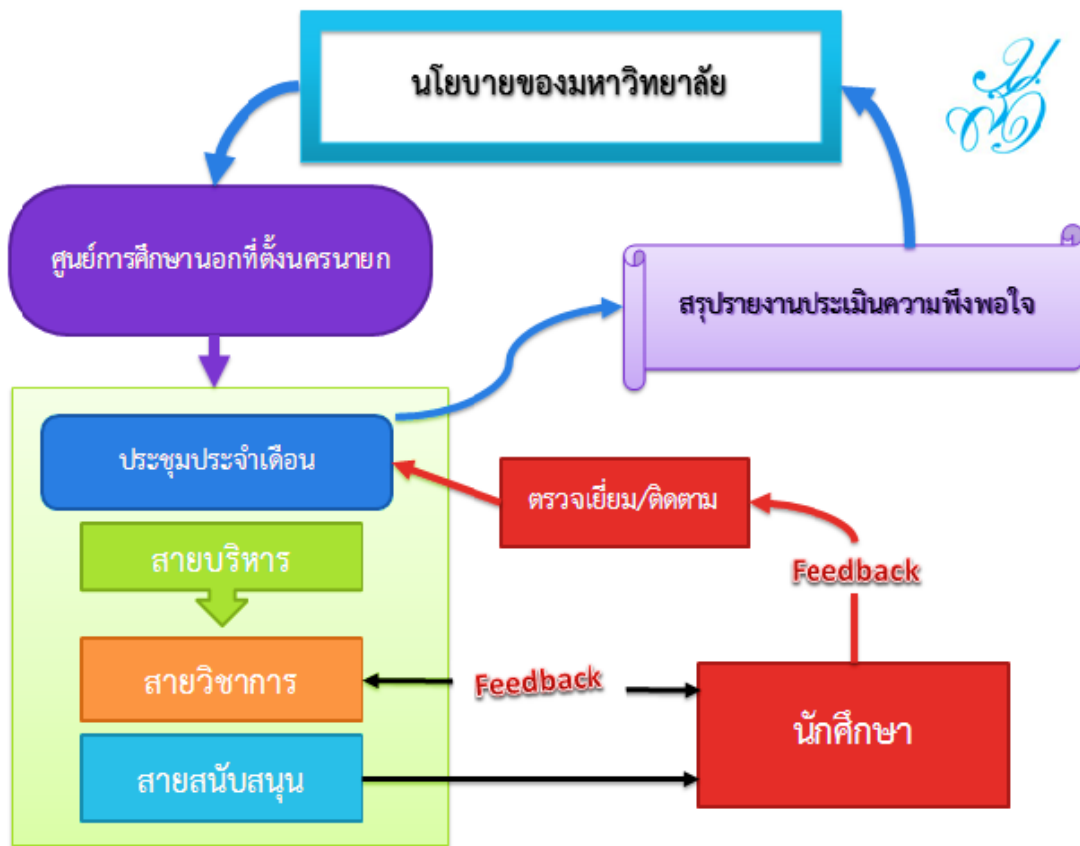 นโยบายของมหาวิทยาลัย
ศูนย์การศึกษานอกที่ตั้งนครนายก
สรุปรายงานประเมินความพึงพอใจ
ประชุมประจำเดือน
ตรวจเยี่ยม/ติดตาม
สายบริหาร
Feedback
สายวิชาการ
Feedback
นักศึกษา
สายสนับสนุน